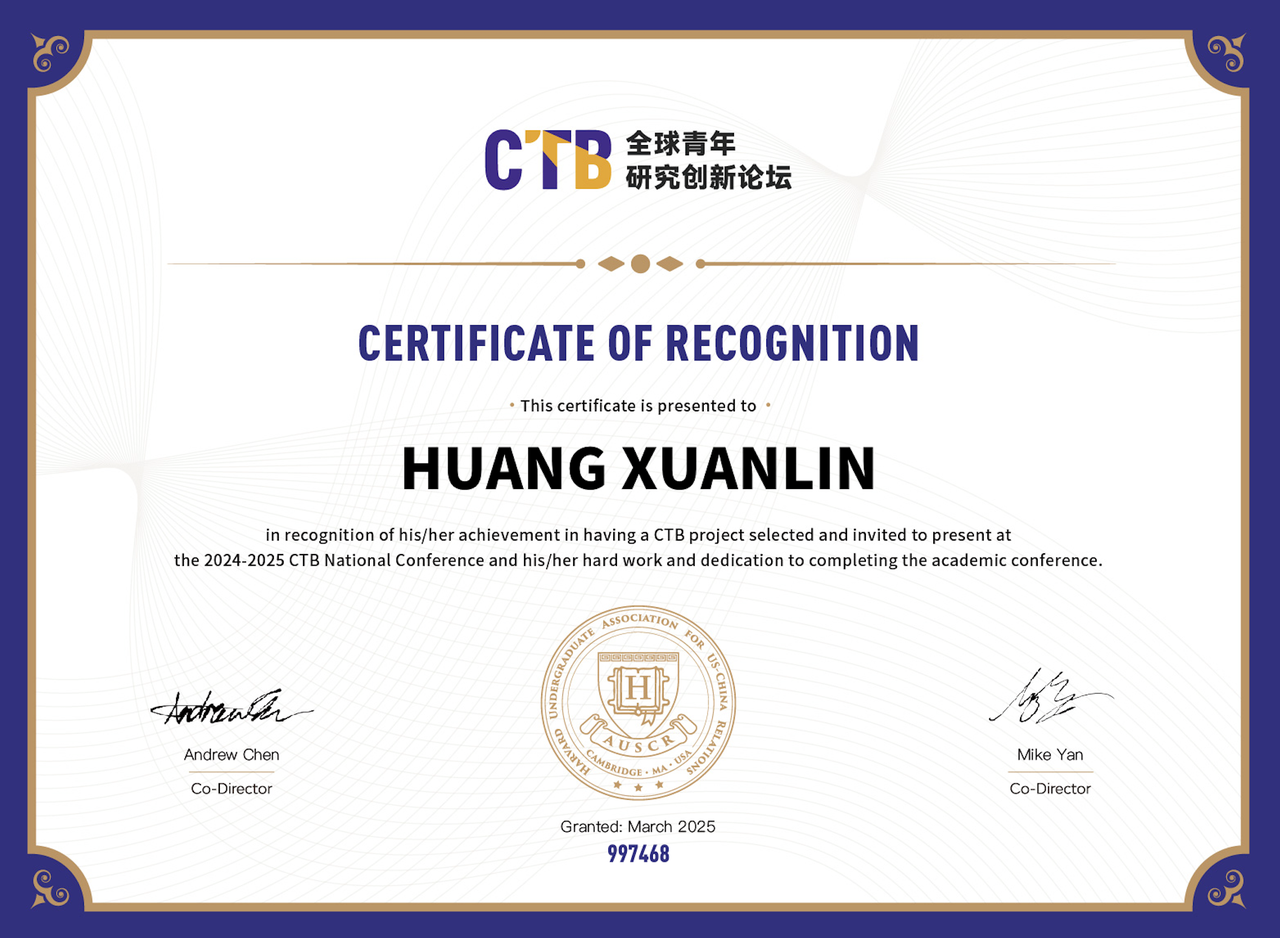 CTB 全球青年
研究创新论坛
CERTIFICATE OF RECOGNITION
· This certificate is presented to ·
HUANG XUANLIN
in recognition of his/her achievement in having a CTB project selected and invited to present at
the 2024-2025 CTB National Conference and his/her hard work and dedication to completing the academic conference.
HARVARD UNDERGRADUATE ASSOCIATION FOR US-CHINA RELATIONS
H
AUSCR
CAMBRIDGE · MA · USA
Andrew Chen
Andrew Chen
Co-Director
Mike Yan
Co-Director
Granted: March 2025
997468